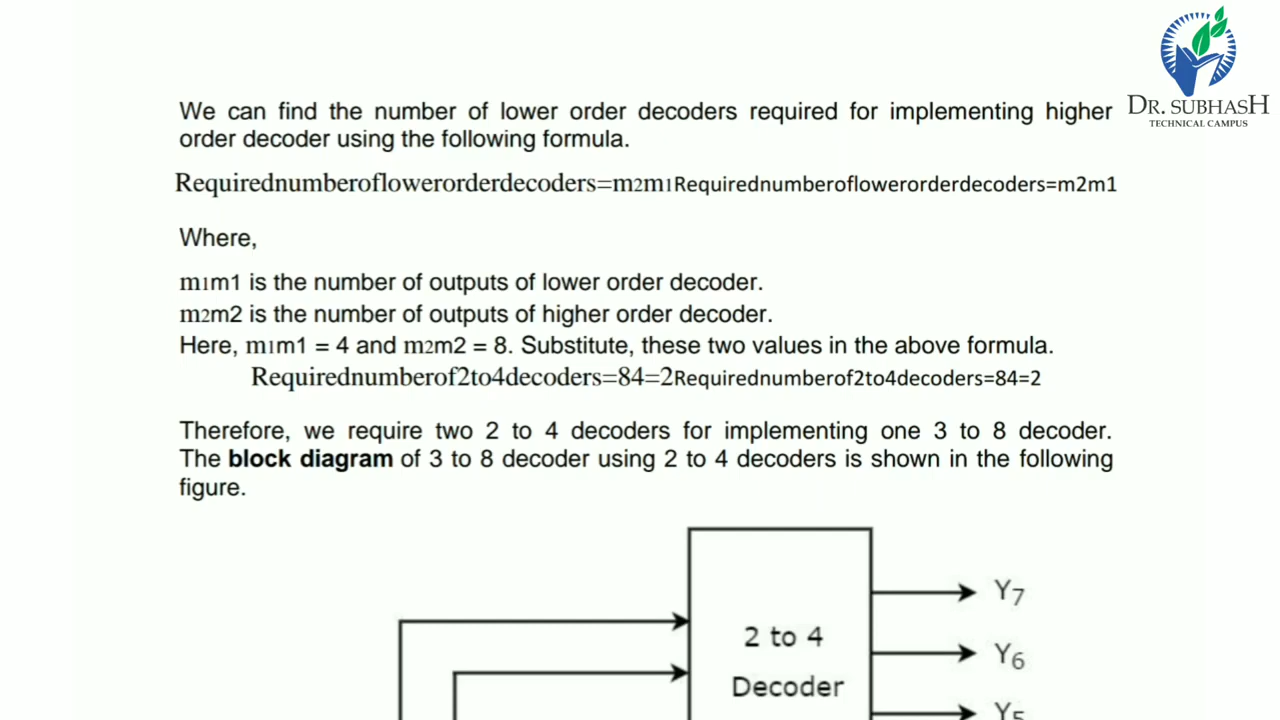 DR. SUBHASH
TECHNICAL CAMPUS
We can find the number of lower order decoders required for implementing higher
order decoder using the following formula.
Requirednumberoflowerorderdecoders=m2m1Requirednumberoflowerorderdecoders=m2m1
Where,
m1m1 is the number of outputs of lower order decoder.
m2m2 is the number of outputs of higher order decoder.
Here, m1m1 = 4 and m2m2 = 8. Substitute, these two values in the above formula.
Requirednumberof2to4decoders=84=2Requirednumberof2to4decoders=84=2
Therefore, we require two 2 to 4 decoders for implementing one 3 to 8 decoder.
The block diagram of 3 to 8 decoder using 2 to 4 decoders is shown in the following
figure.
Y7
2 to 4
Y6
Decoder
Y5